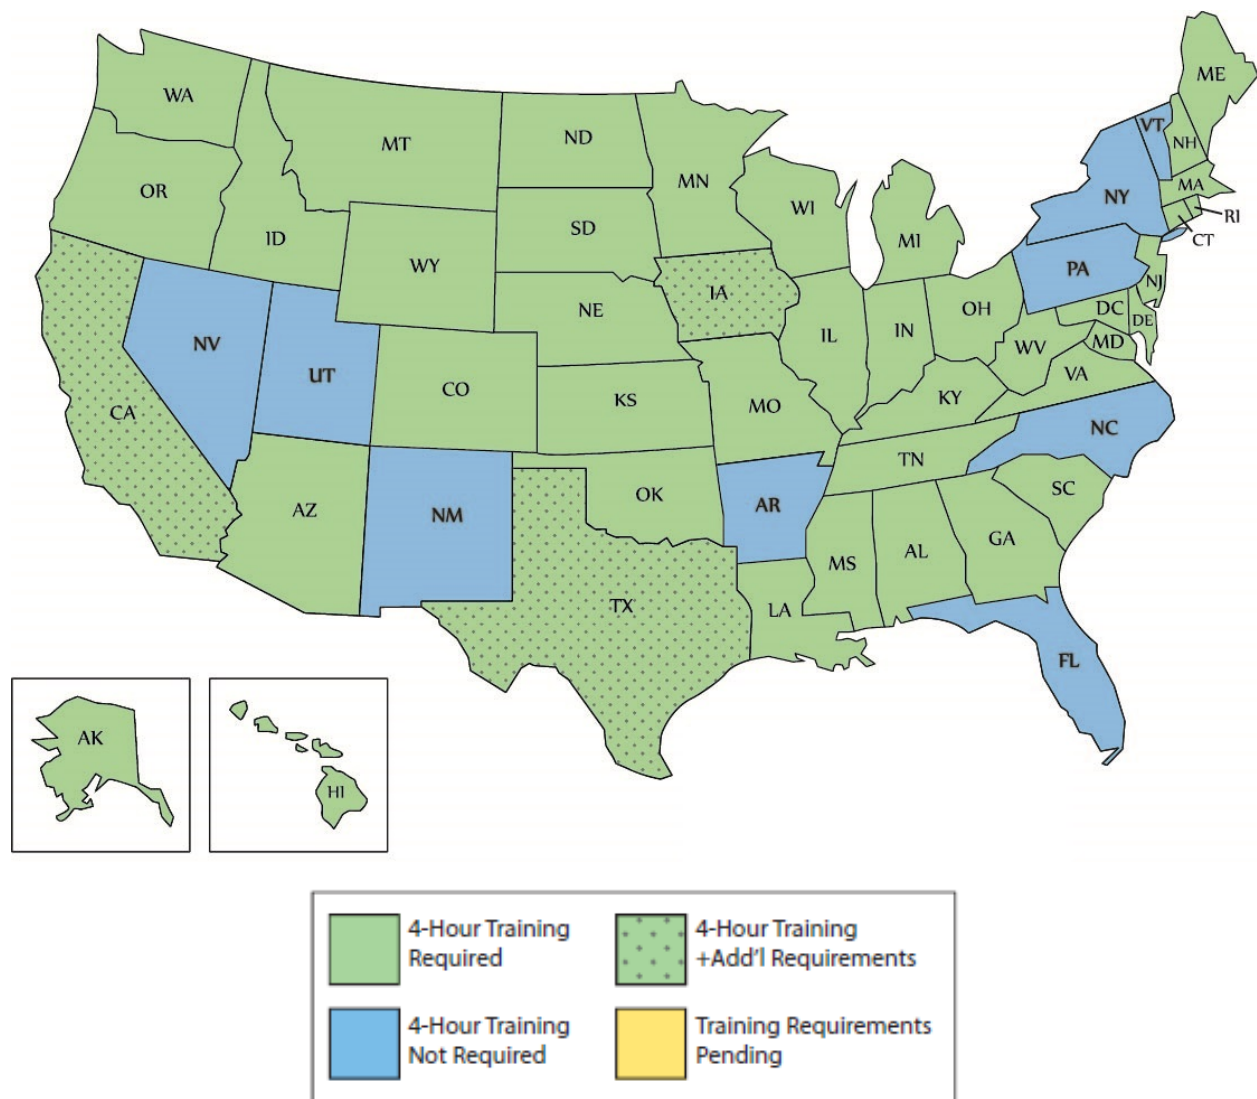 WA
MT
ND
MN
ME
VT
NH
OR
ID
SD
WI
MI
NY
MA
RI
CT
WY
IA
PA
NJ
NE
OH
DC
DE
NV
UT
CO
IL
IN
WV
MD
VA
CA
KS
MO
KY
NC
TN
AZ
NM
OK
AR
SC
MS
AL
GA
TX
LA
FL
AK
HI
4-Hour Training
Required
4-Hour Training
+Add'l Requirements
4-Hour Training
Not Required
Training Requirements
Pending